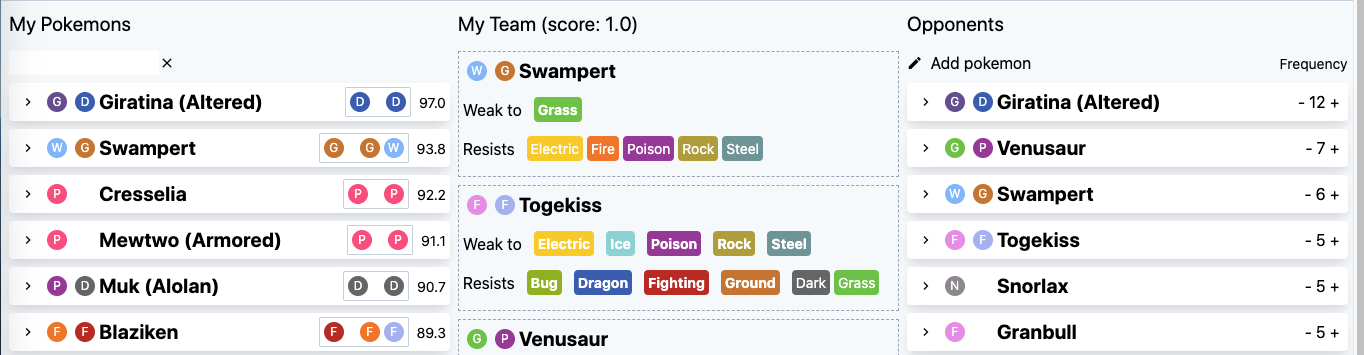 My Pokemons
×
> G D Giratina (Altered) D D 97.0
> W G Swampert G G W 93.8
> P Cresselia P P 92.2
> P Mewtwo (Armored) P P 91.1
> P D Muk (Alolan) D D 90.7
> F F Blaziken F F F 89.3
My Team (score: 1.0)
W G Swampert
Weak to Grass
Resists Electric Fire Poison Rock Steel
F F Togekiss
Weak to Electric Ice Poison Rock Steel
Resists Bug Dragon Fighting Ground Dark Grass
G P Venusaur
Opponents
Add pokemon Frequency
> G D Giratina (Altered) - 12 +
> G P Venusaur - 7 +
> W G Swampert - 6 +
> F F Togekiss - 5 +
> N Snorlax - 5 +
> F Granbull - 5 +